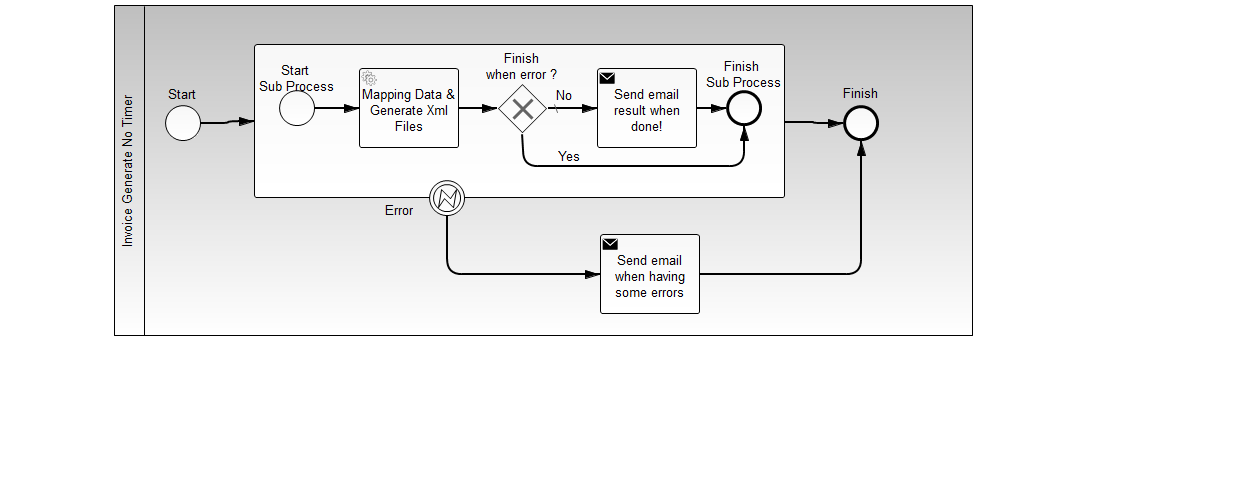 Invoice Generate No Timer
Start
Start
Sub Process
Mapping Data &
Generate Xml
Files
Finish
when error ?
No
Yes
Send email
result when
done!
Finish
Sub Process
Finish
Error
Send email
when having
some errors